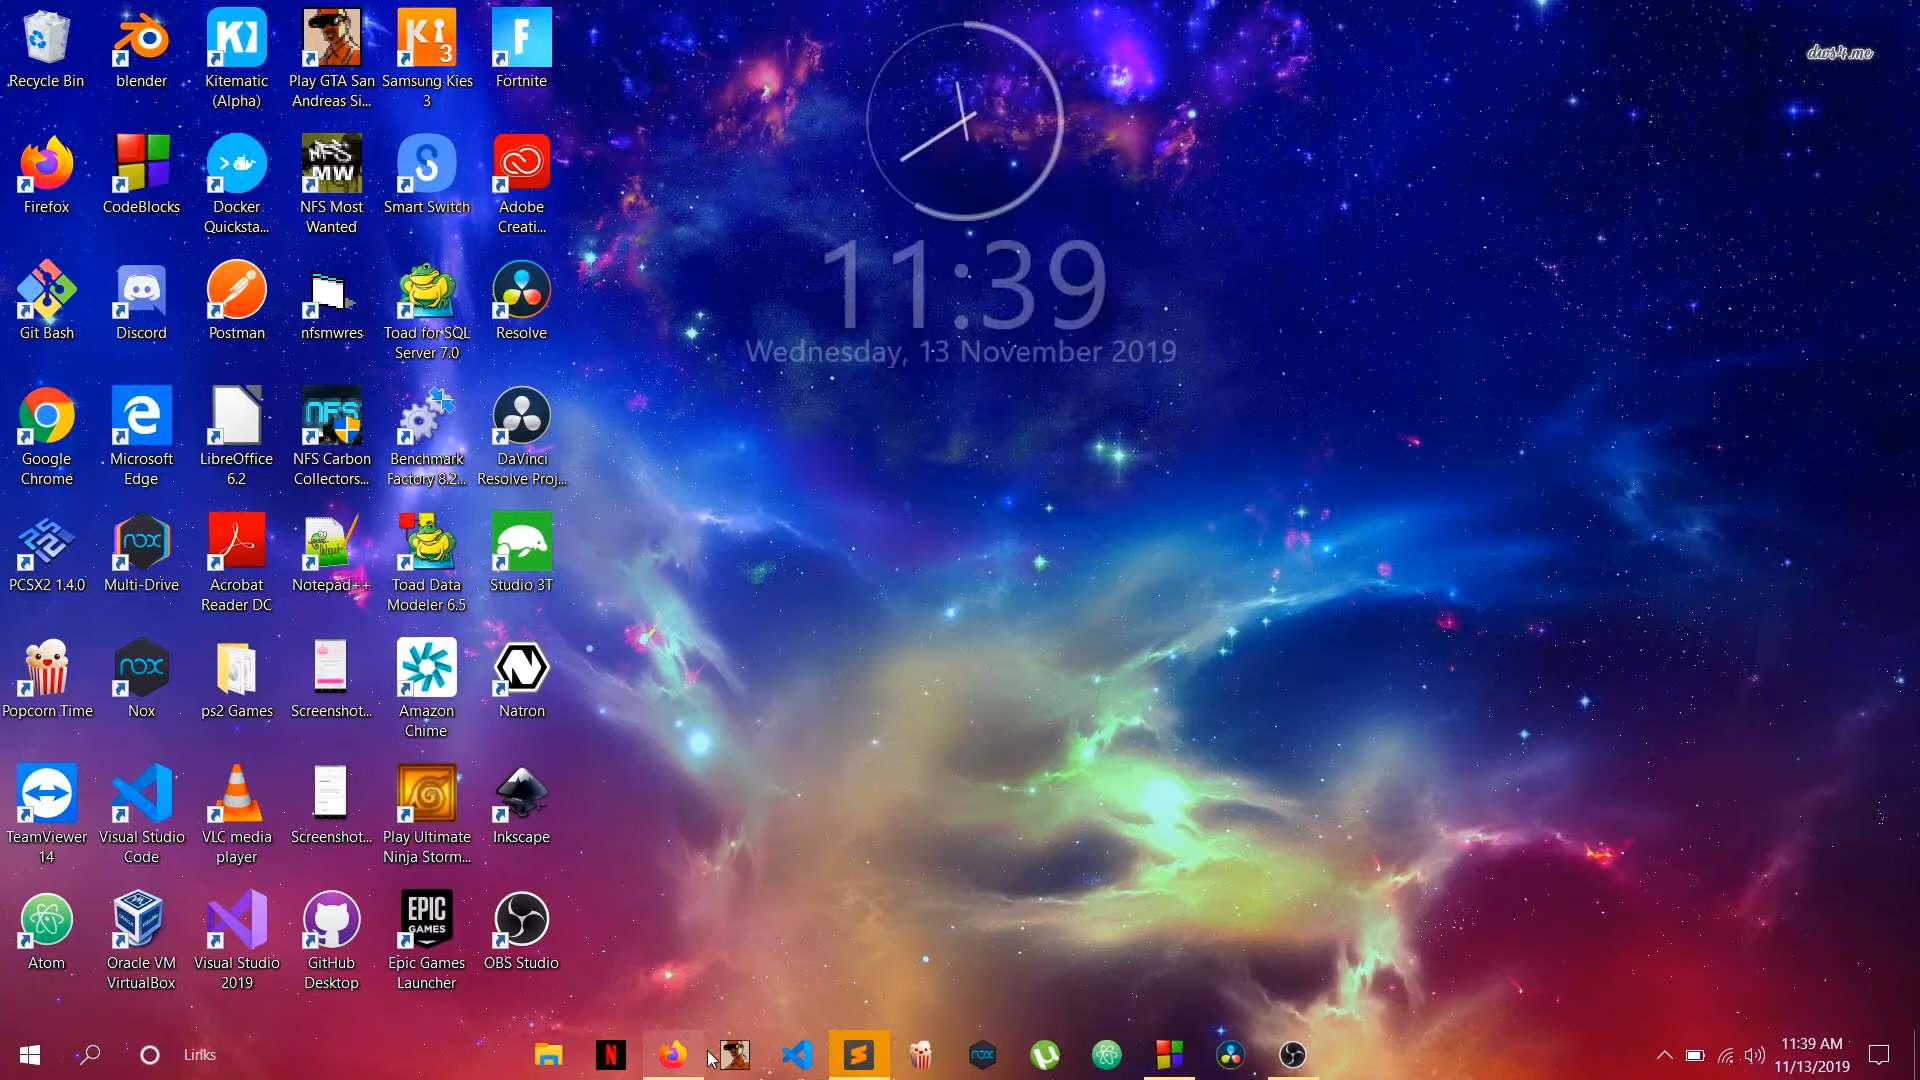 Recycle Bin
blender
Kitematic
(Alpha)
Play GTA San
Andreas Si...
Samsung Kies
3
Fortnite
Firefox
CodeBlocks
Docker
Quicksta...
NFS Most
Wanted
Smart Switch
Adobe
Creati...
Git Bash
Discord
Postman
nfsmwres
Toad for SQL
Server 7.0
Resolve
Google
Chrome
Microsoft
Edge
LibreOffice
6.2
NFS Carbon
Collectors...
Benchmark
Factory 8.2...
DaVinci
Resolve Proj...
PCSX2 1.4.0
Multi-Drive
Acrobat
Reader DC
Notepad++
Toad Data
Modeler 6.5
Studio 3T
Popcorn Time
Nox
ps2 Games
Screenshot...
Amazon
Chime
Natron
TeamViewer
14
Visual Studio
Code
VLC media
player
Screenshot...
Play Ultimate
Ninja Storm...
Inkscape
Atom
Oracle VM
VirtualBox
Visual Studio
2019
GitHub
Desktop
EPIC
GAMES
Epic Games
Launcher
OBS Studio
11:39
Wednesday, 13 November 2019
dws4.me
Links
11:39 AM
11/13/2019